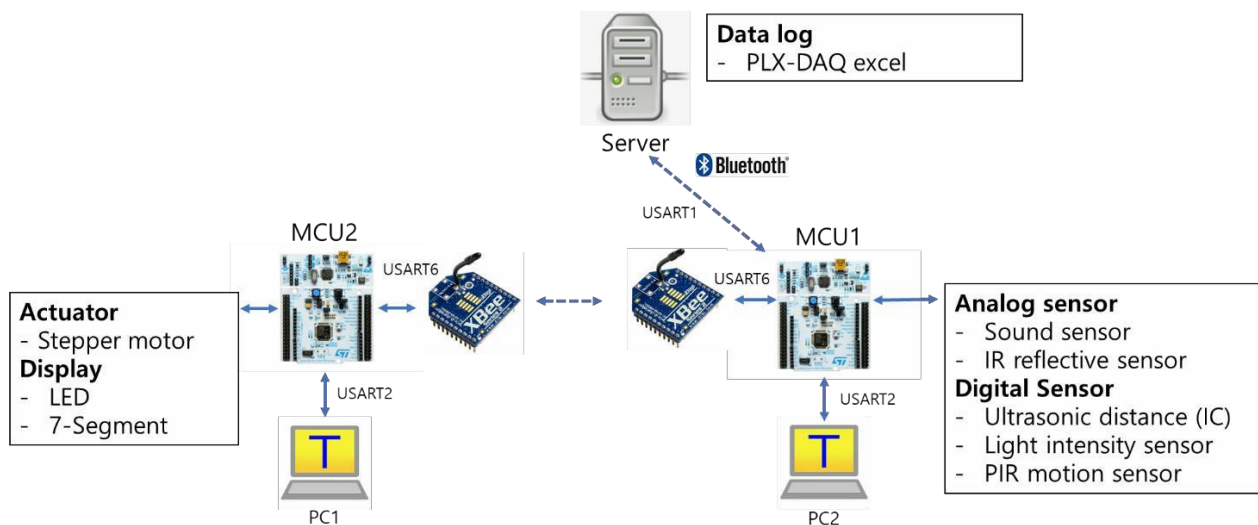 Data log
- PLX-DAQ excel
Server
Bluetooth®
USART1
MCU2
MCU1
USART6
USART6
XBee
XBee
Actuator
- Stepper motor
Display
- LED
- 7-Segment
Analog sensor
- Sound sensor
- IR reflective sensor
Digital Sensor
- Ultrasonic distance (IC)
- Light intensity sensor
- PIR motion sensor
USART2
USART2
T
T
PC1
PC2